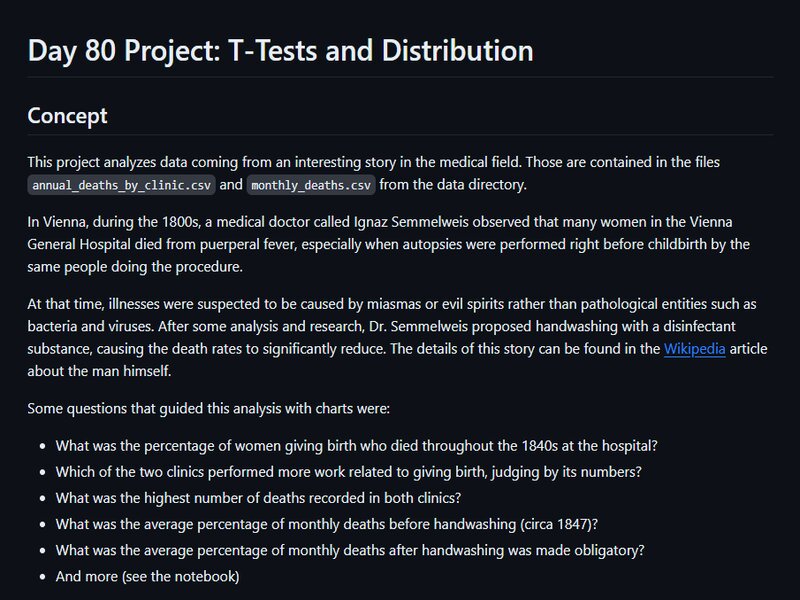 Day 80 Project: T-Tests and Distribution
Concept
This project analyzes data coming from an interesting story in the medical field. Those are contained in the files
annual_deaths_by_clinic.csv and monthly_deaths.csv from the data directory.
In Vienna, during the 1800s, a medical doctor called Ignaz Semmelweis observed that many women in the Vienna
General Hospital died from puerperal fever, especially when autopsies were performed right before childbirth by the
same people doing the procedure.
At that time, illnesses were suspected to be caused by miasmas or evil spirits rather than pathological entities such as
bacteria and viruses. After some analysis and research, Dr. Semmelweis proposed handwashing with a disinfectant
substance, causing the death rates to significantly reduce. The details of this story can be found in the Wikipedia article
about the man himself.
Some questions that guided this analysis with charts were:
• What was the percentage of women giving birth who died throughout the 1840s at the hospital?
• Which of the two clinics performed more work related to giving birth, judging by its numbers?
• What was the highest number of deaths recorded in both clinics?
• What was the average percentage of monthly deaths before handwashing (circa 1847)?
• What was the average percentage of monthly deaths after handwashing was made obligatory?
• And more (see the notebook)